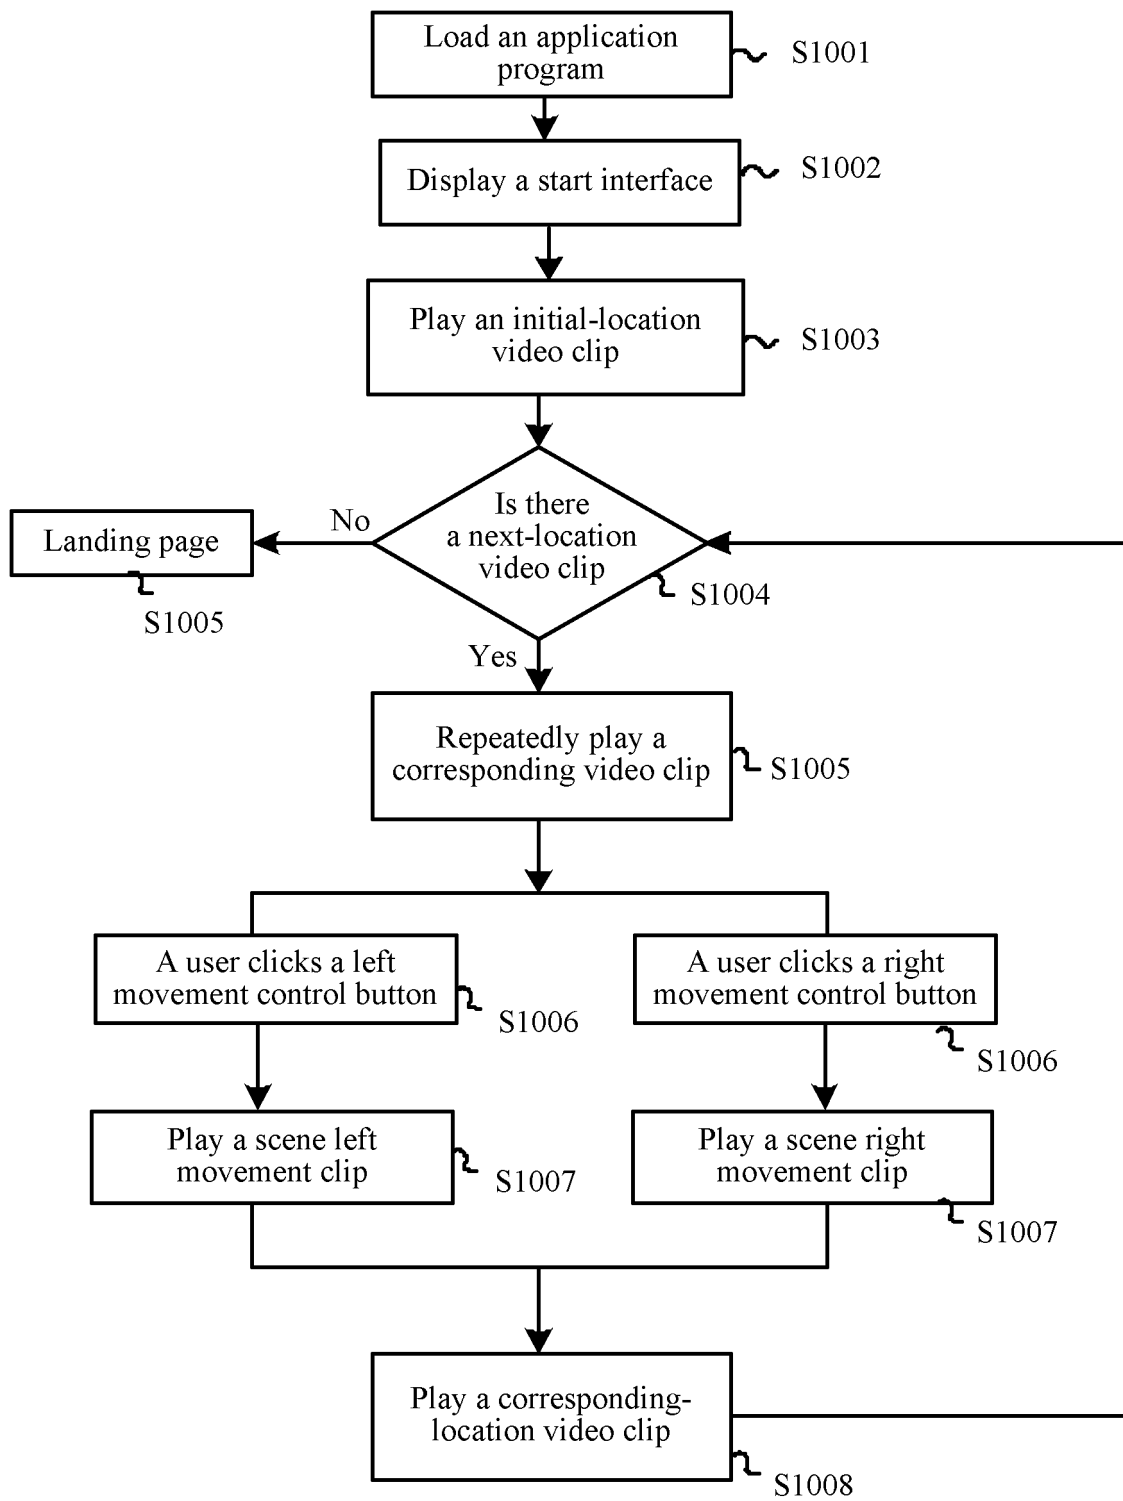 Load an application
program
S1001
Display a start interface
S1002
Play an initial-location
video clip
S1003
Is there
a next-location
video clip
S1004
No
Landing page
S1005
Yes
Repeatedly play a
corresponding video clip
S1005
A user clicks a left
movement control button
S1006
A user clicks a right
movement control button
S1006
Play a scene left
movement clip
S1007
Play a scene right
movement clip
S1007
Play a corresponding-
location video clip
S1008